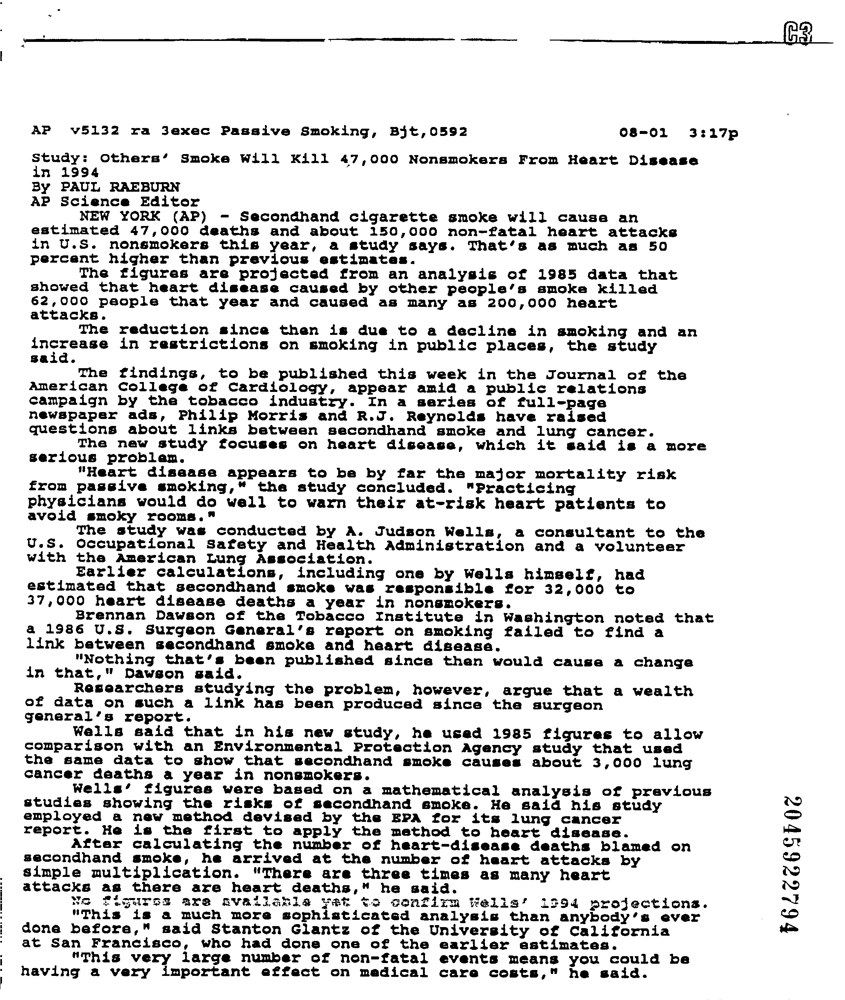 C3
AP v5132 ra 3exec Passive Smoking, Bjt,0592 08-01 3:17p
Study: Others' Smoke Will Kill 47,000 Nonsmokers From Heart Disease
in 1994
By PAUL RAEBURN
AP Science Editor
NEW YORK (AP) - Secondhand cigarette smoke will cause an
estimated 47,000 deaths and about 150,000 non-fatal heart attacks
in U.S. nonsmokers this year, a study says. That's as much as 50
percent higher than previous estimates.
The figures are projected from an analysis of 1985 data that
showed that heart disease caused by other people's smoke killed
62,000 people that year and caused as many as 200,000 heart
attacks.
The reduction since then is due to a decline in smoking and an
increase in restrictions on smoking in public places, the study
said.
The findings, to be published this week in the Journal of the
American College of Cardiology, appear amid a public relations
campaign by the tobacco industry. In a series of full-page
newspaper ads, Philip Morris and R.J. Reynolds have raised
questions about links between secondhand smoke and lung cancer.
The new study focuses on heart disease, which it said is a more
serious problem.
"Heart disease appears to be by far the major mortality risk
from passive smoking," the study concluded. "Practicing
physicians would do well to warn their at-risk heart patients to
avoid smoky rooms."
The study was conducted by A. Judson Wells, a consultant to the
U.S. Occupational Safety and Health Administration and a volunteer
with the American Lung Association.
Earlier calculations, including one by Wells himself, had
estimated that secondhand smoke was responsible for 32,000 to
37,000 heart disease deaths a year in nonsmokers.
Brennan Dawson of the Tobacco Institute in Washington noted that
a 1986 U.S. Surgeon General's report on smoking failed to find a
link between secondhand smoke and heart disease.
"Nothing that's been published since then would cause a change
in that," Dawson said.
Researchers studying the problem, however, argue that a wealth
of data on such a link has been produced since the surgeon
general's report.
Wells said that in his new study, he used 1985 figures to allow
comparison with an Environmental Protection Agency study that used
the same data to show that secondhand smoke causes about 3,000 lung
cancer deaths a year in nonsmokers.
Wells' figures were based on a mathematical analysis of previous
studies showing the risks of secondhand smoke. He said his study
employed a new method devised by the EPA for its lung cancer
report. He is the first to apply the method to heart disease.
After calculating the number of heart-disease deaths blamed on
secondhand smoke, he arrived at the number of heart attacks by
simple multiplication. "There are three times as many heart
attacks as there are heart deaths," he said.
No figures are available yet to confirm Wells' 1994 projections.
"This is a much more sophisticated analysis than anybody's ever
done before," said Stanton Glantz of the University of California
at San Francisco, who had done one of the earlier estimates.
"This very large number of non-fatal events means you could be
having a very important effect on medical care costs," he said.
2045922794